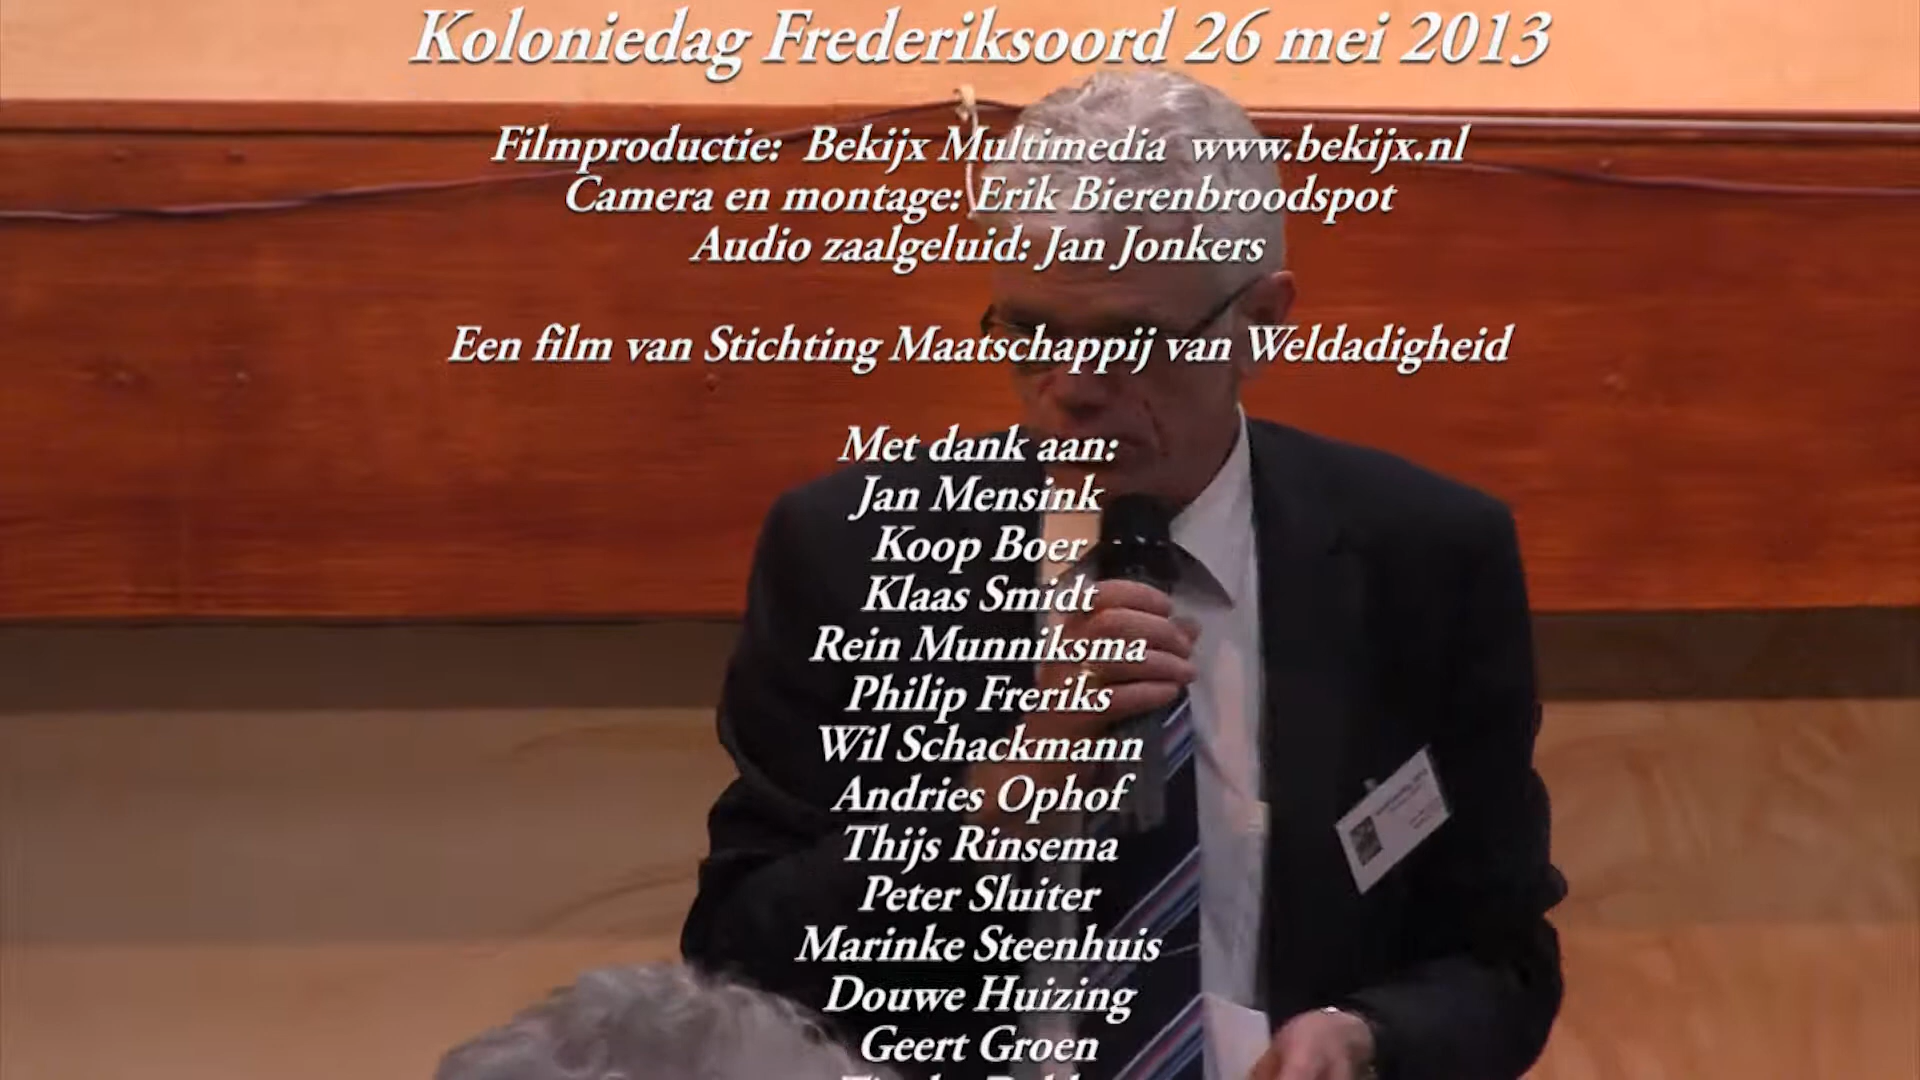 Koloniedag Frederiksoord 26 mei 2013
Filmproductie: Bekijx Multimedia www.bekijx.nl
Camera en montage: Erik Bierenbroodspot
Audio zaalgeluid: Jan Jonkers
Een film van Stichting Maatschappij van Weldadigheid
Met dank aan:
Jan Mensink
Koop Boer
Klaas Smidt
Rein Munniksma
Philip Freriks
Wil Schackmann
Andries Ophof
Thijs Rinsema
Peter Sluiter
Marinke Steenhuis
Douwe Huizing
Geert Groen